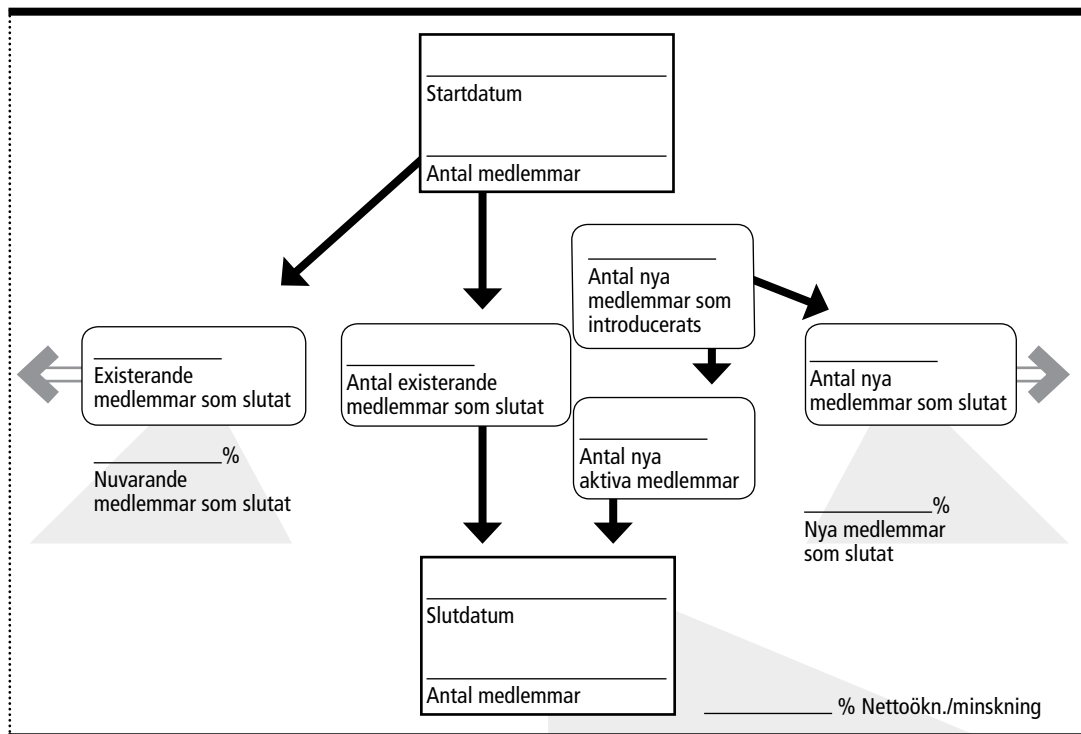 Startdatum
Antal medlemmar
Antal nya
medlemmar som
introducerats
Existerande
medlemmar som slutat
Antal existerande
medlemmar som slutat
Antal nya
medlemmar som slutat
%
Nuvarande
medlemmar som slutat
Antal nya
aktiva medlemmar
%
Nya medlemmar
som slutat
Slutdatum
Antal medlemmar
% Nettoökn./minskning